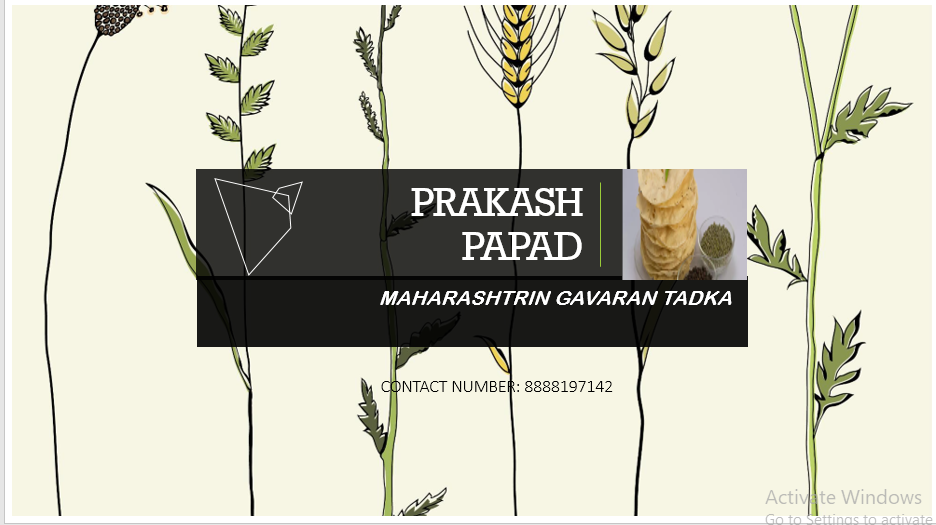 PRAKASH
PAPAD
MAHARASHTRIN GAVARAN TADKA
CONTACT NUMBER: 8888197142
Activate Windows
Go to Settings to activate